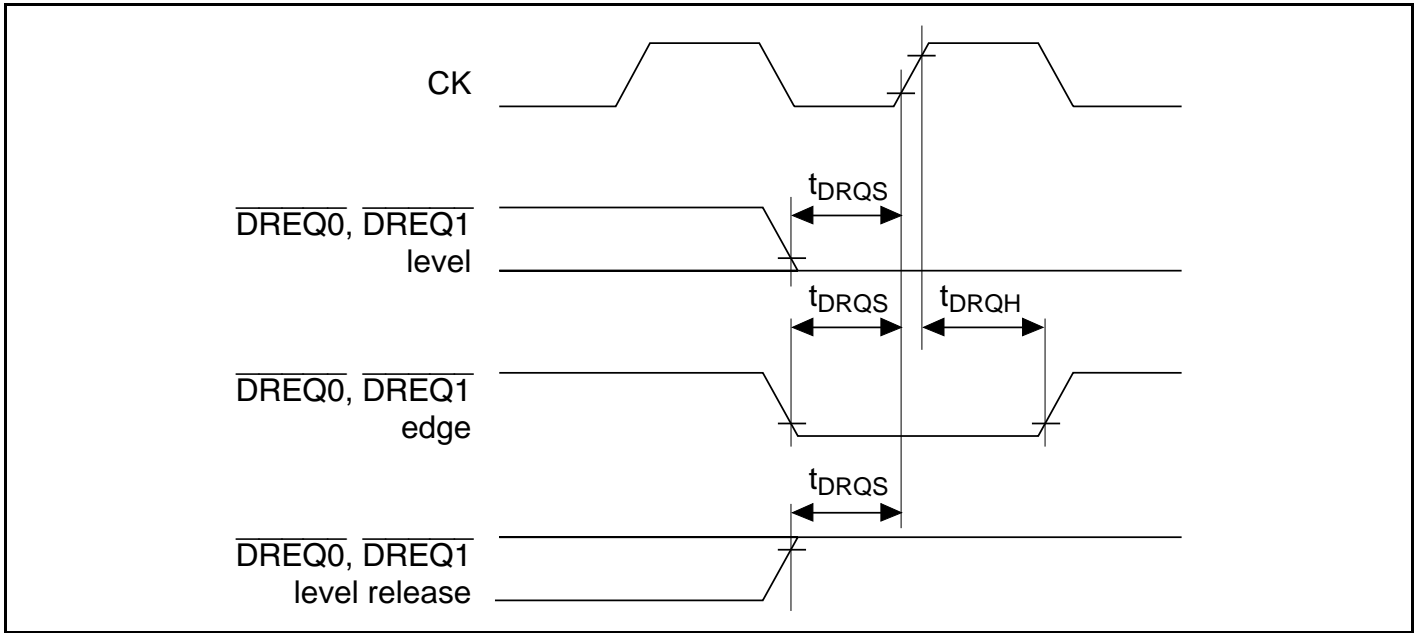 CK
tDRQS
DREQ0, DREQ1
level
tDRQS
tDRQH
DREQ0, DREQ1
edge
tDRQS
DREQ0, DREQ1
level release